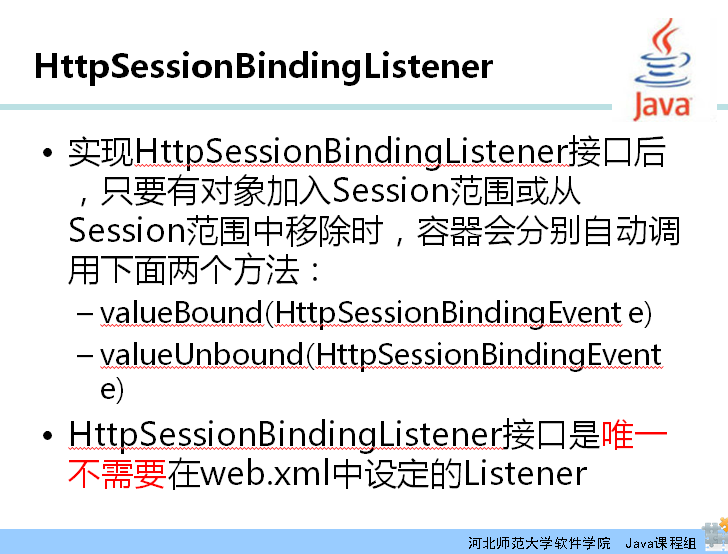 HttpSessionBindingListener
Java
• 实现HttpSessionBindingListener接口后
，只要有对象加入Session范围或从
Session范围中移除时，容器会分别自动调
用下面两个方法：
– valueBound(HttpSessionBindingEvent e)
– valueUnbound(HttpSessionBindingEvent
e)
• HttpSessionBindingListener接口是唯一
不需要在web.xml中设定的Listener
河北师范大学软件学院 Java课程组